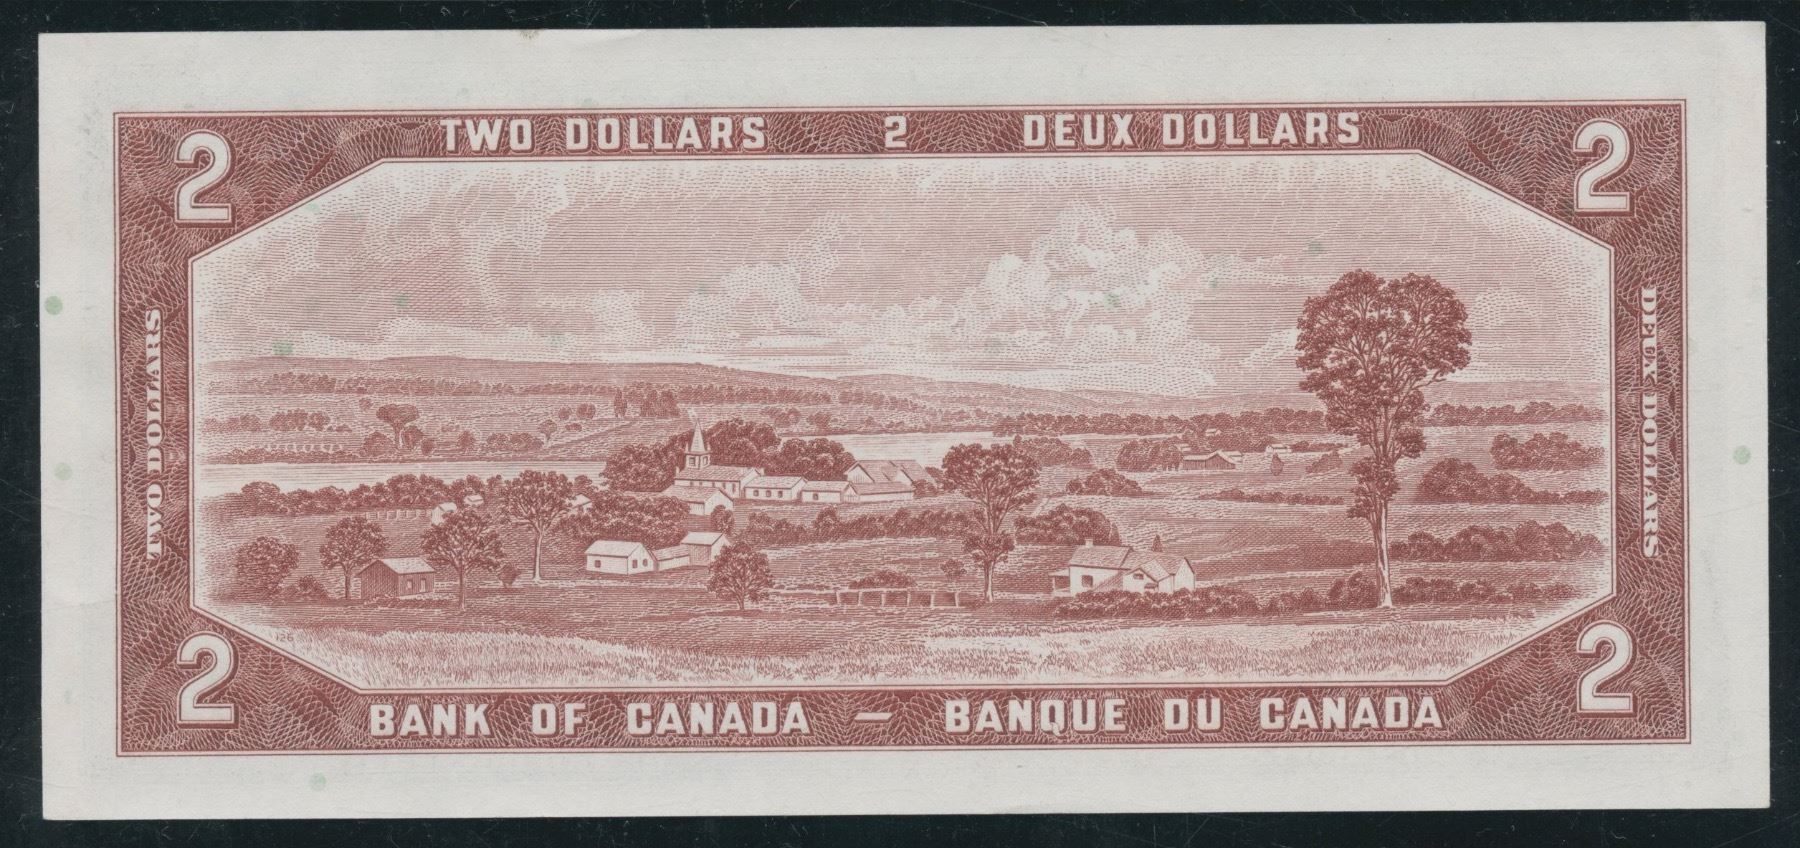 2 TWO DOLLARS 2 DEUX DOLLARS 2
TWO DOLLARS
DEUX DOLLARS
126
2 BANK OF CANADA — BANQUE DU CANADA 2